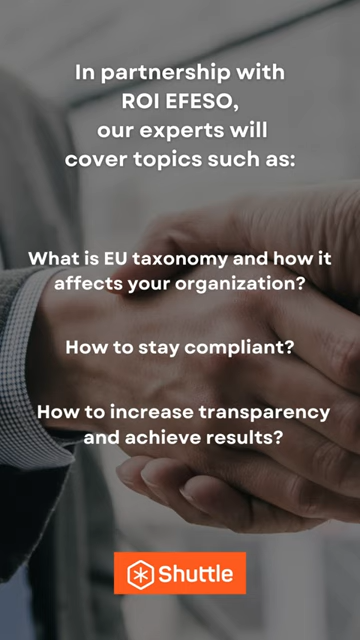 In partnership with
ROI EFESO,
our experts will
cover topics such as:
What is EU taxonomy and how it
affects your organization?
How to stay compliant?
How to increase transparency
and achieve results?
Shuttle